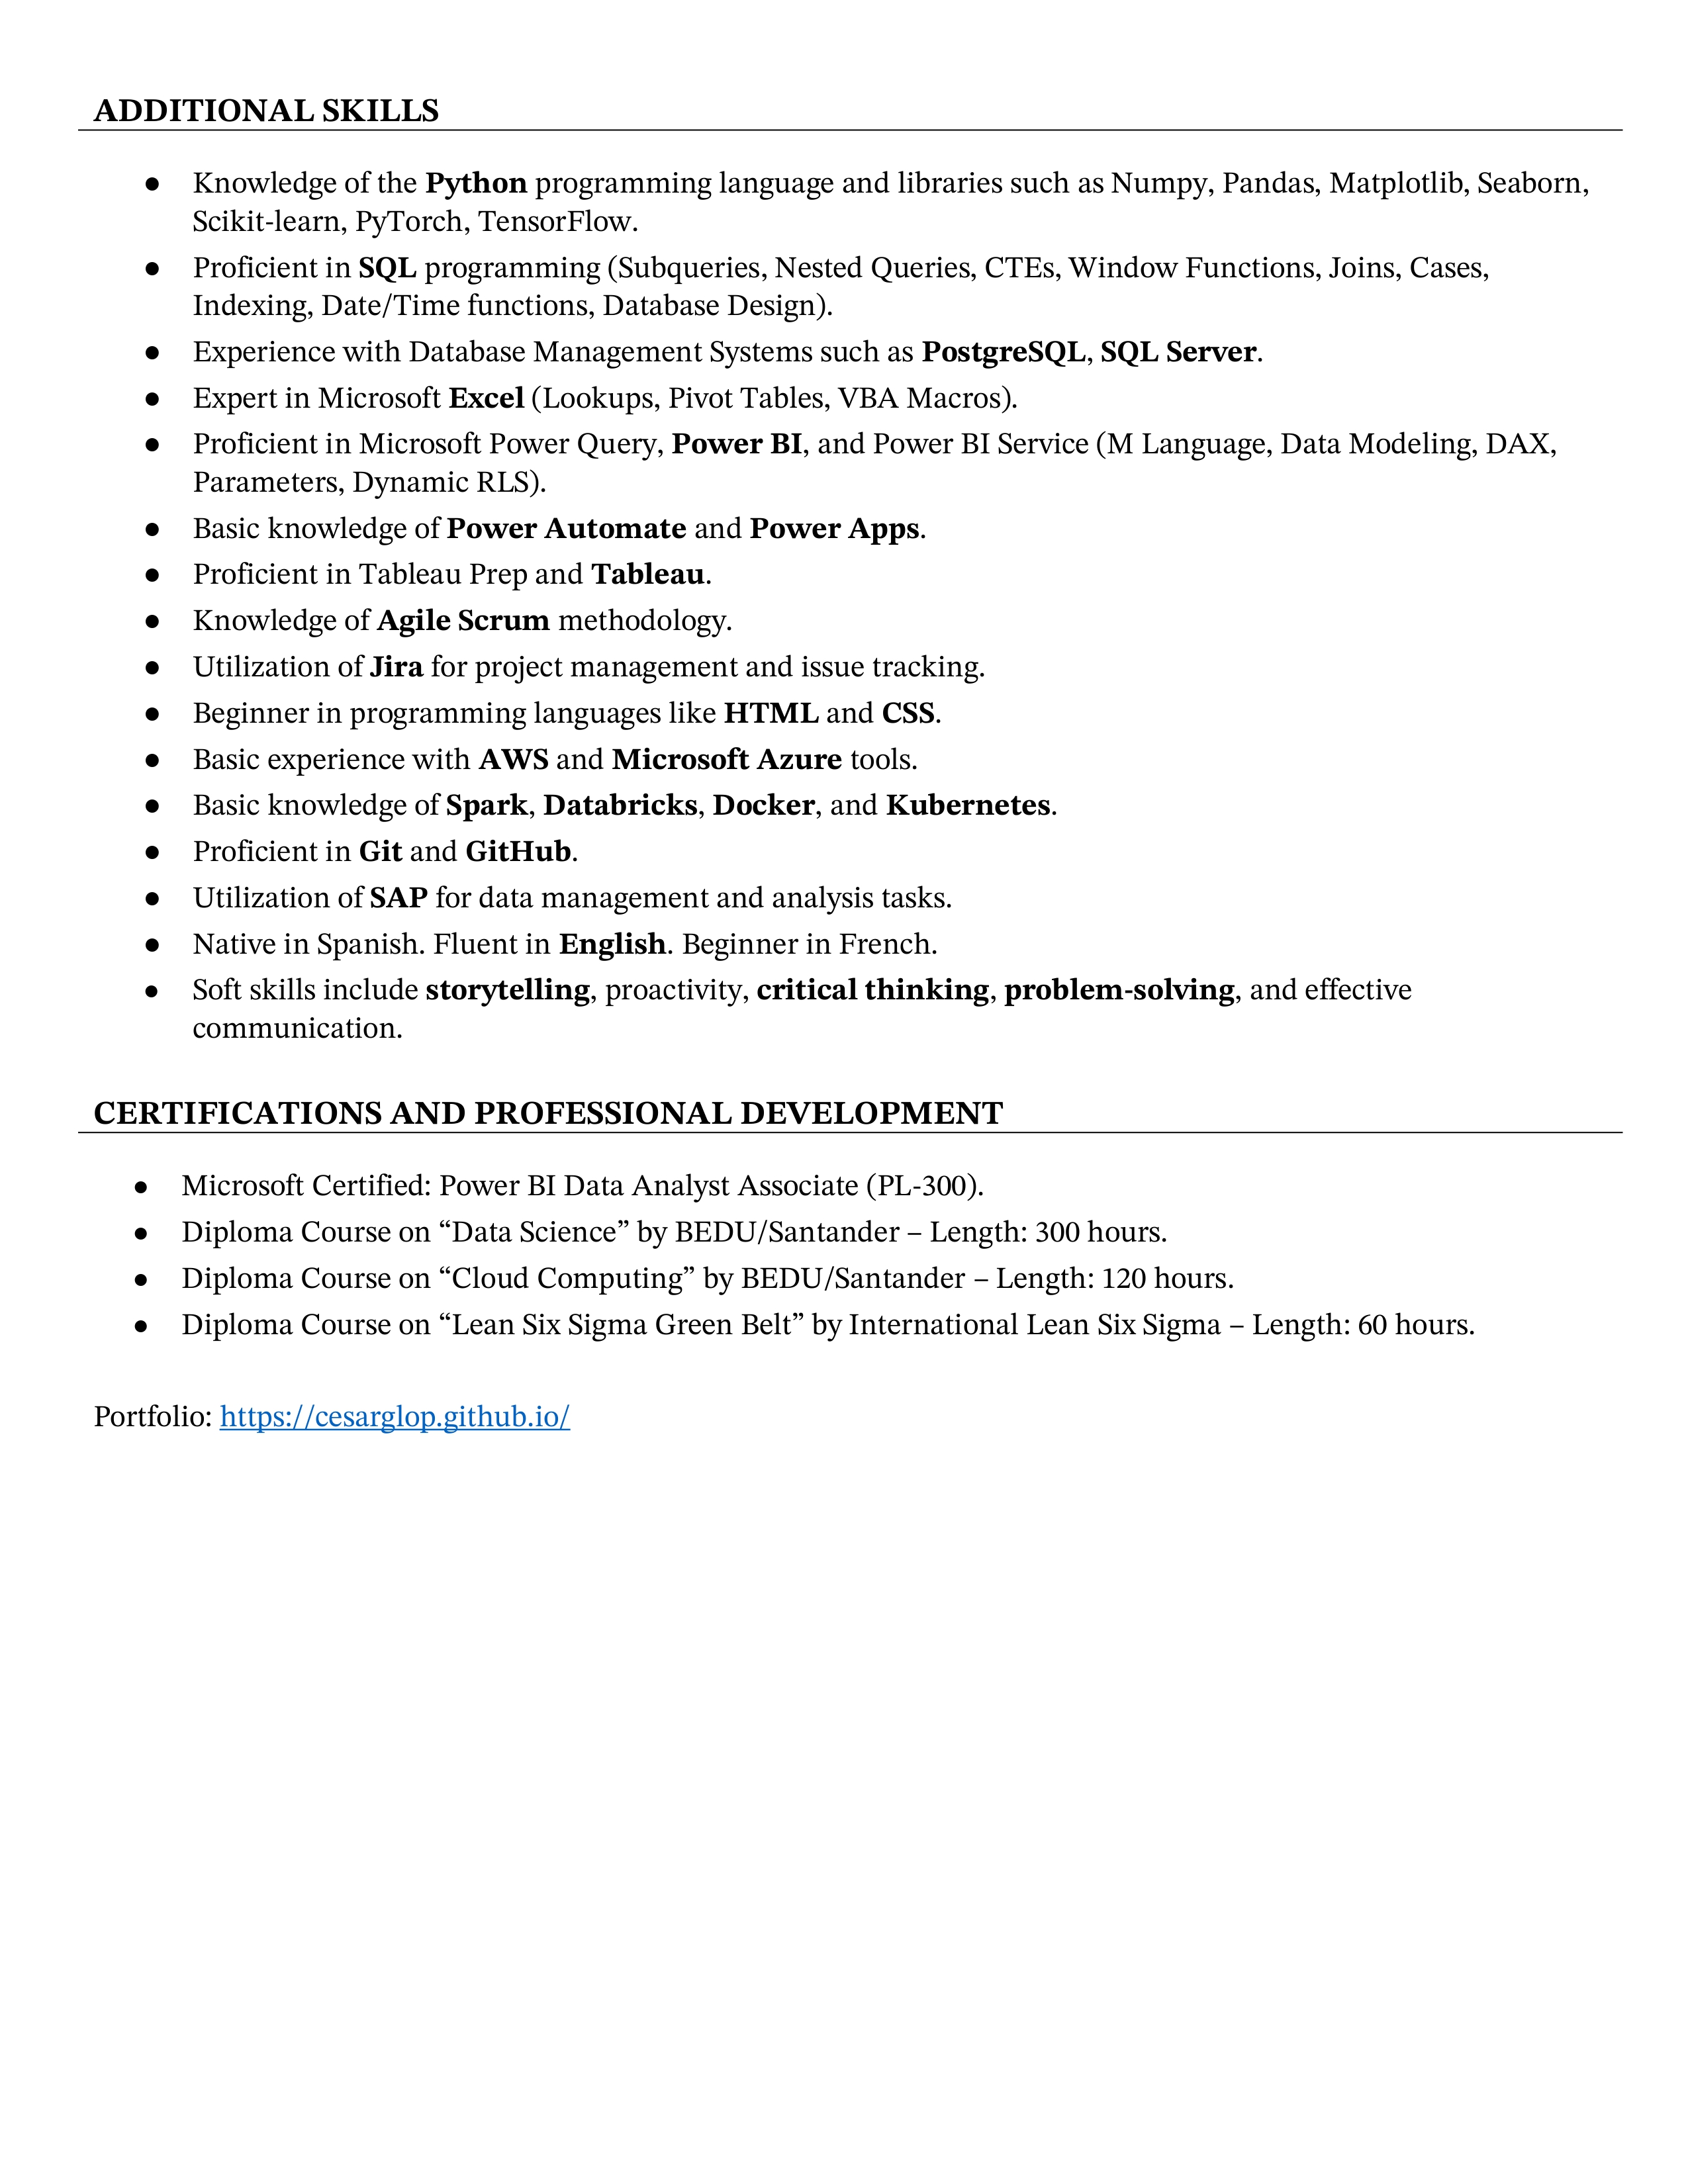 ADDITIONAL SKILLS
● Knowledge of the Python programming language and libraries such as Numpy, Pandas, Matplotlib, Seaborn,
Scikit-learn, PyTorch, TensorFlow.
● Proficient in SQL programming (Subqueries, Nested Queries, CTEs, Window Functions, Joins, Cases,
Indexing, Date/Time functions, Database Design).
● Experience with Database Management Systems such as PostgreSQL, SQL Server.
● Expert in Microsoft Excel (Lookups, Pivot Tables, VBA Macros).
● Proficient in Microsoft Power Query, Power BI, and Power BI Service (M Language, Data Modeling, DAX,
Parameters, Dynamic RLS).
● Basic knowledge of Power Automate and Power Apps.
● Proficient in Tableau Prep and Tableau.
● Knowledge of Agile Scrum methodology.
● Utilization of Jira for project management and issue tracking.
● Beginner in programming languages like HTML and CSS.
● Basic experience with AWS and Microsoft Azure tools.
● Basic knowledge of Spark, Databricks, Docker, and Kubernetes.
● Proficient in Git and GitHub.
● Utilization of SAP for data management and analysis tasks.
● Native in Spanish. Fluent in English. Beginner in French.
● Soft skills include storytelling, proactivity, critical thinking, problem-solving, and effective
communication.
CERTIFICATIONS AND PROFESSIONAL DEVELOPMENT
● Microsoft Certified: Power BI Data Analyst Associate (PL-300).
● Diploma Course on “Data Science” by BEDU/Santander – Length: 300 hours.
● Diploma Course on “Cloud Computing” by BEDU/Santander – Length: 120 hours.
● Diploma Course on “Lean Six Sigma Green Belt” by International Lean Six Sigma – Length: 60 hours.
Portfolio: https://cesarglop.github.io/